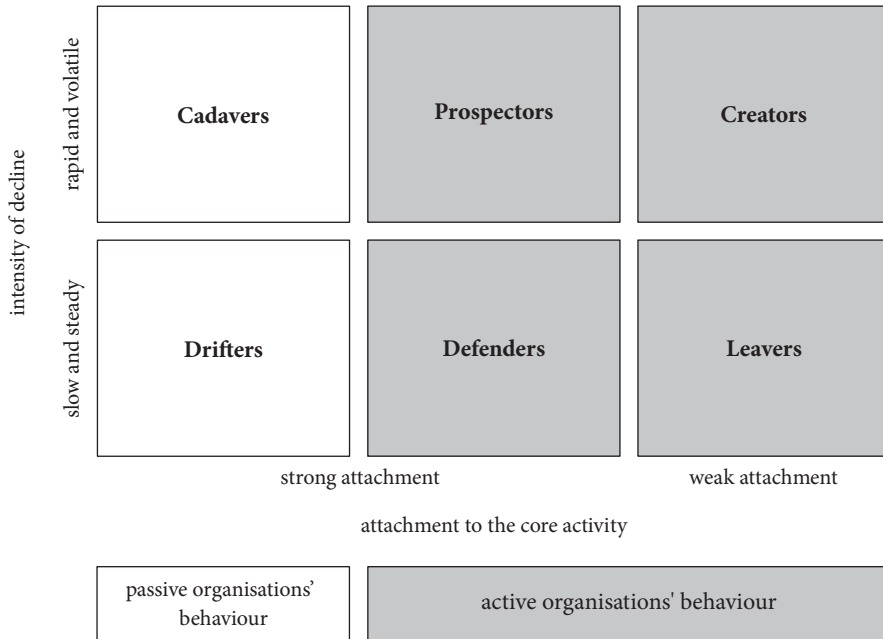 intensity of decline
rapid and volatile
Cadavers
Prospectors
Creators
slow and steady
Drifters
Defenders
Leavers
strong attachment
weak attachment
attachment to the core activity
passive organisations’
behaviour
active organisations' behaviour